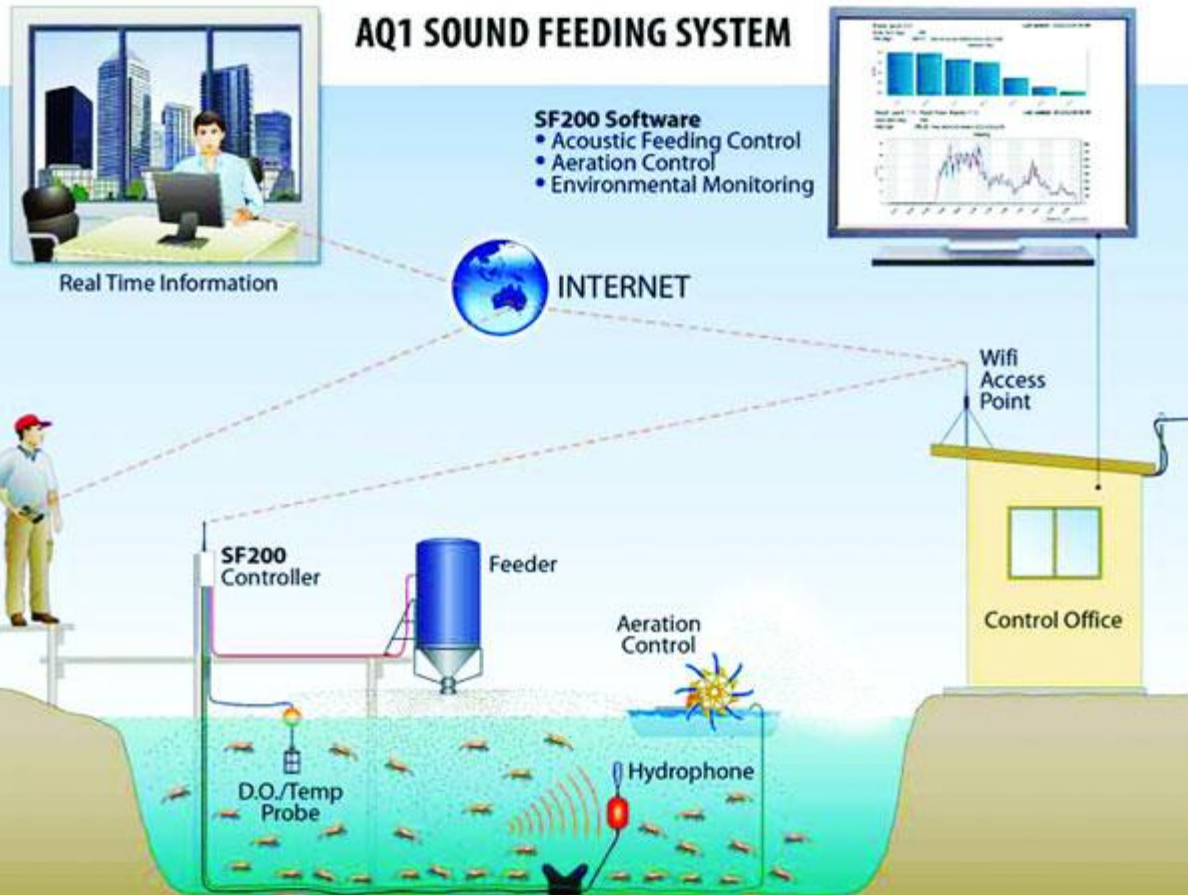 AQ1 SOUND FEEDING SYSTEM
SF200 Software
• Acoustic Feeding Control
• Aeration Control
• Environmental Monitoring
Real Time Information
INTERNET
Wifi
Access
Point
SF200
Controller
Feeder
Aeration
Control
Control Office
D.O./Temp
Probe
Hydrophone